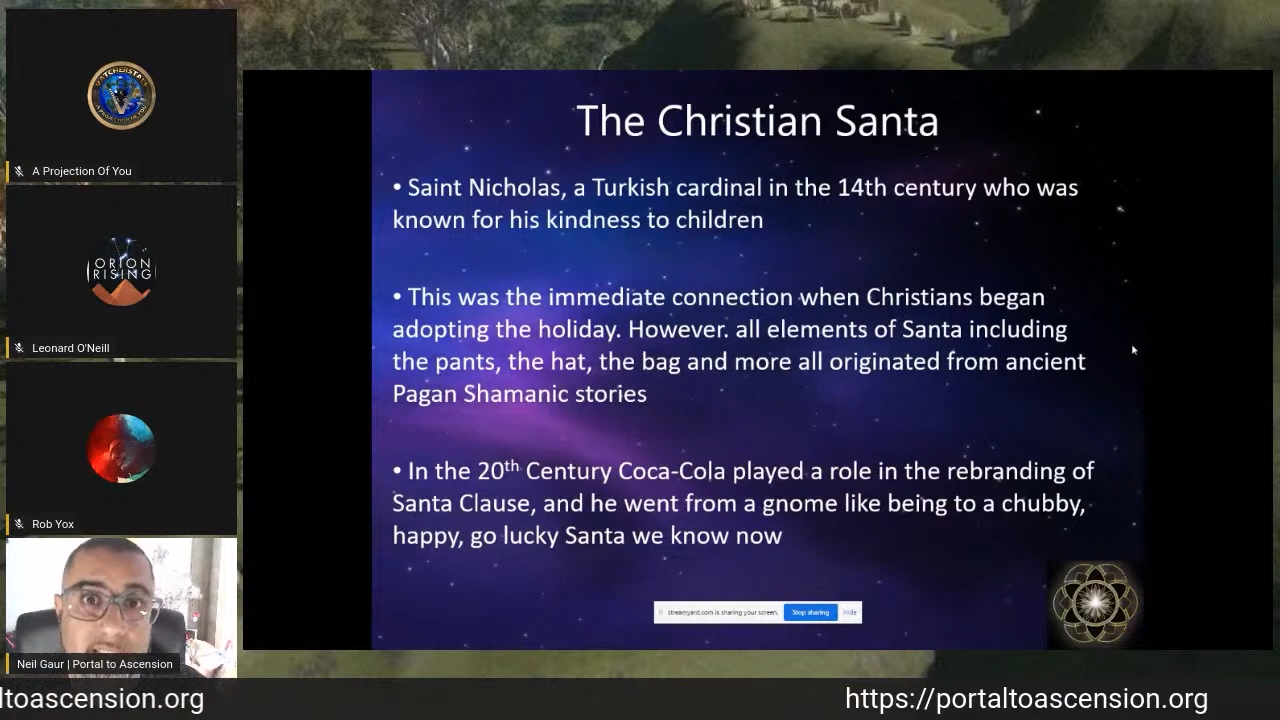 The Christian Santa
• Saint Nicholas, a Turkish cardinal in the 14th century who was
known for his kindness to children
• This was the immediate connection when Christians began
adopting the holiday. However. all elements of Santa including
the pants, the hat, the bag and more all originated from ancient
Pagan Shamanic stories
• In the 20th Century Coca-Cola played a role in the rebranding of
Santa Clause, and he went from a gnome like being to a chubby,
happy, go lucky Santa we know now
streamyard.com is sharing your screen. Stop sharing Hide
A Projection Of You
ORION
RISING
Leonard O'Neill
Rob Yox
Neil Gaur | Portal to Ascension
ltoascension.org
https://portaltoascension.org